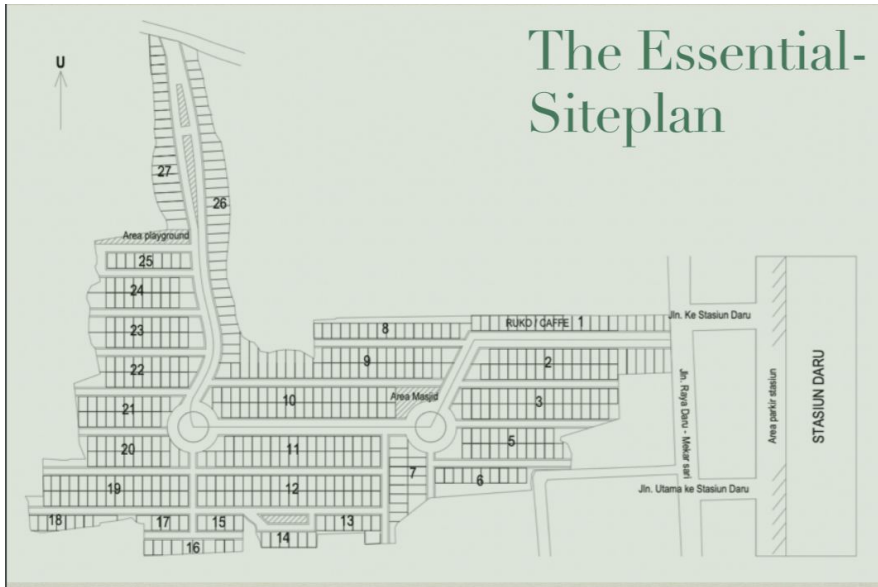 The Essential-
Siteplan
U
27
26
Area playground
25
24
23
22
21
20
19
18
17
15
16
14
13
12
11
10
9
8
RUKO / CAFFE
1
2
3
Area Masjid
5
6
7
Jln. Ke Stasiun Daru
Jln. Raya Daru - Mekar sari
Jln. Utama ke Stasiun Daru
Area parkir stasiun
STASIUN DARU